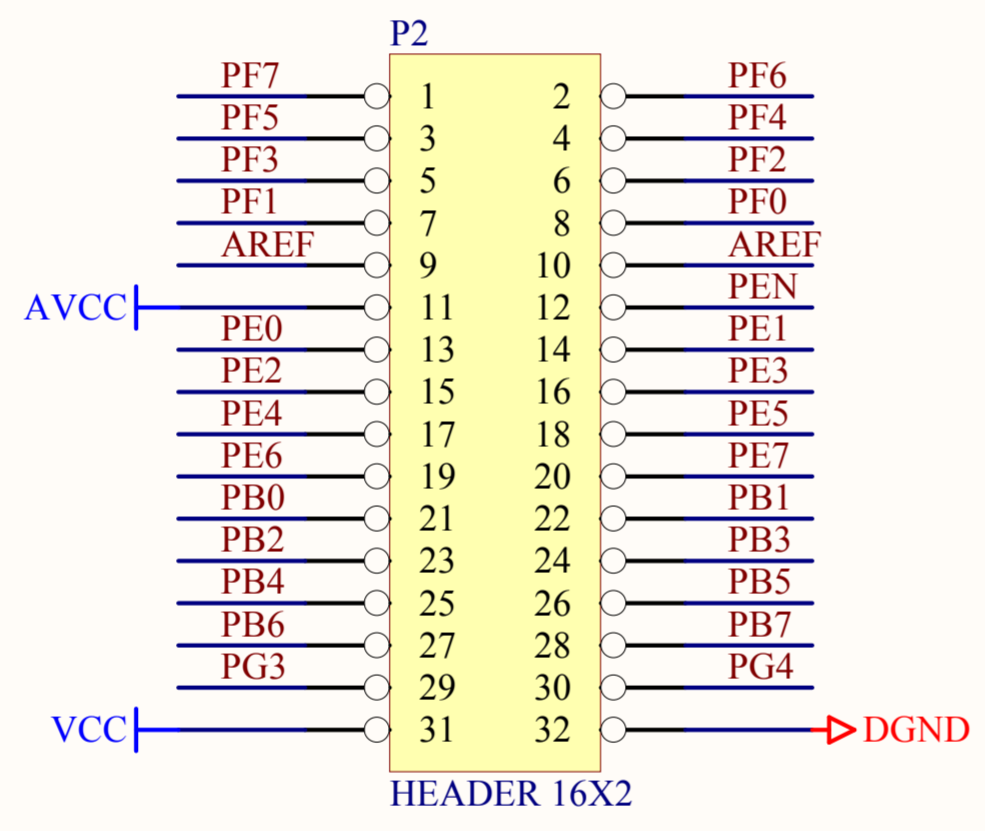 P2
PF7 1 2 PF6
PF5 3 4 PF4
PF3 5 6 PF2
PF1 7 8 PF0
AREF 9 10 AREF
AVCC 11 12 PEN
PE0 13 14 PE1
PE2 15 16 PE3
PE4 17 18 PE5
PE6 19 20 PE7
PB0 21 22 PB1
PB2 23 24 PB3
PB4 25 26 PB5
PB6 27 28 PB7
PG3 29 30 PG4
VCC 31 32 DGND
HEADER 16X2